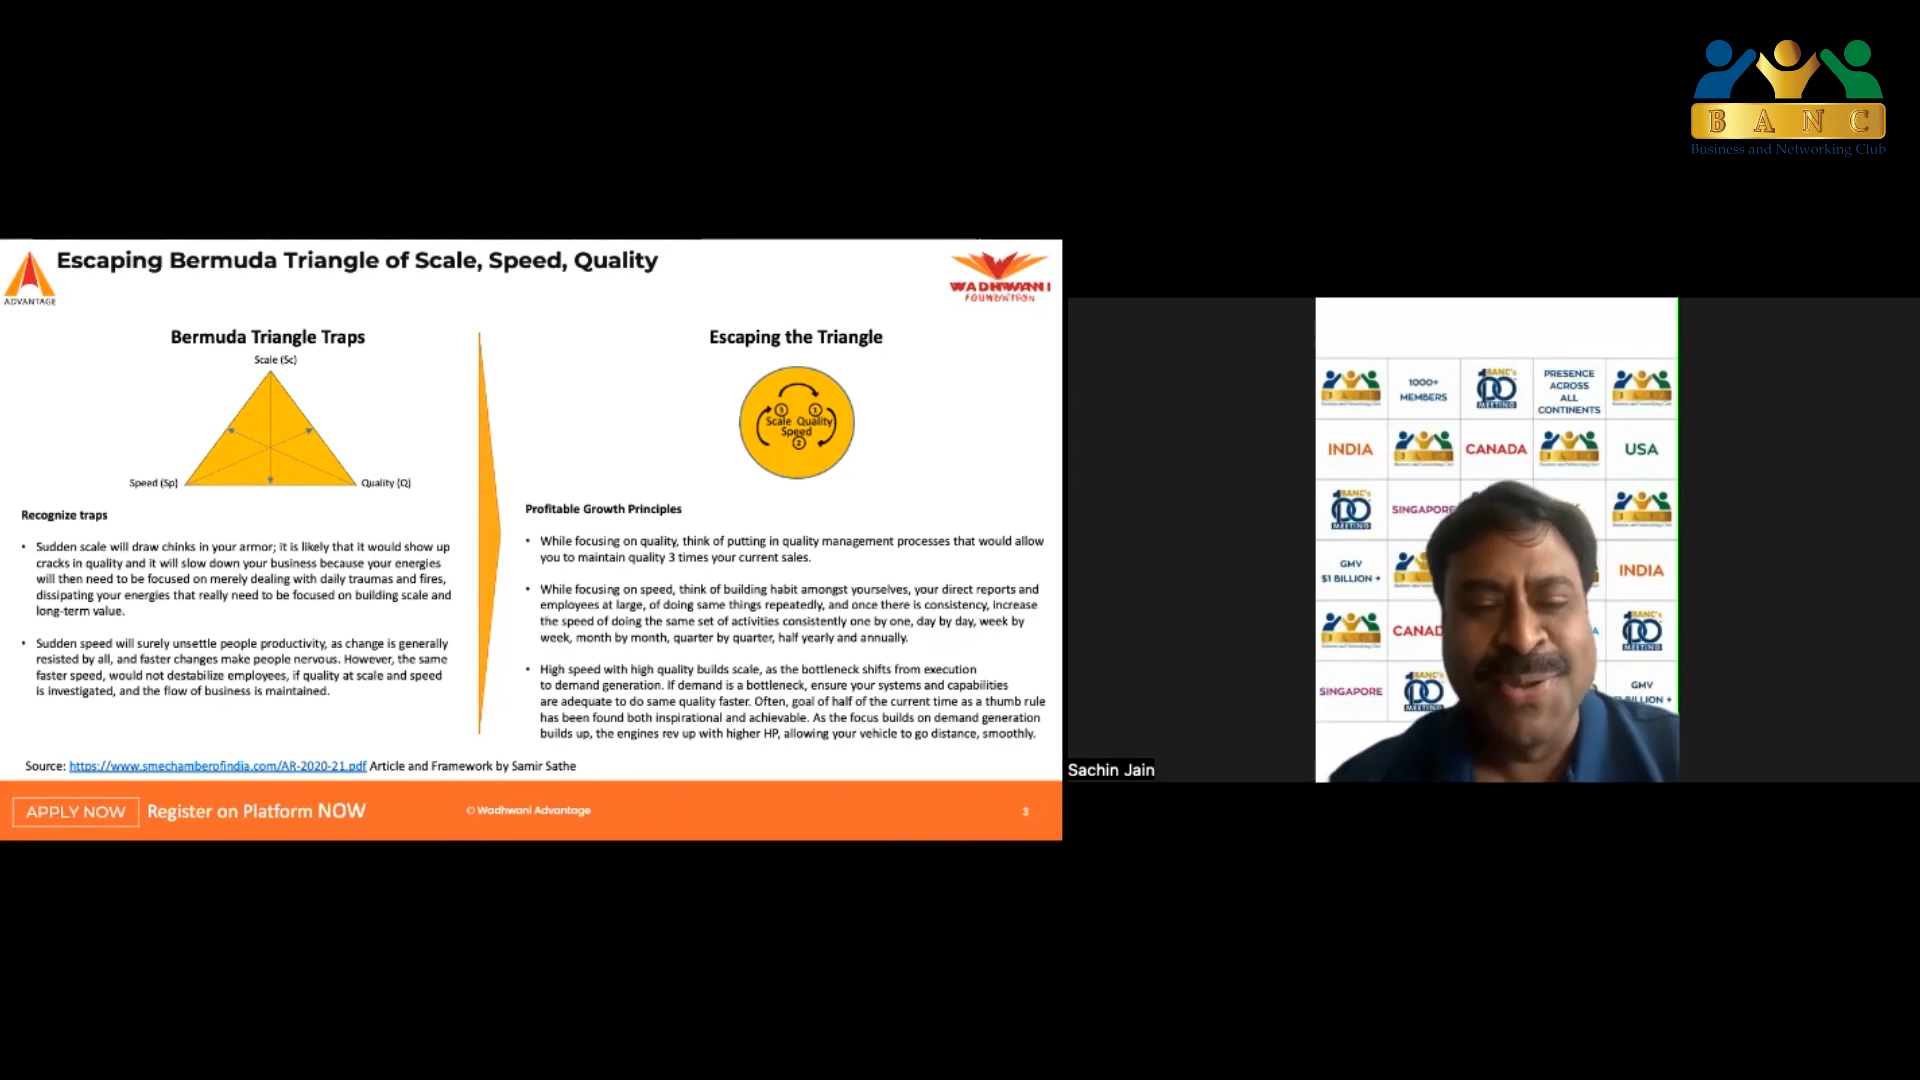 B A N C
Business and Networking Club
Escaping Bermuda Triangle of Scale, Speed, Quality
ADVANTAGE
WADHWANI
FOUNDATION
Bermuda Triangle Traps
Scale (Sc)
Speed (Sp)
Quality (Q)
Recognize traps
• Sudden scale will draw chinks in your armor; it is likely that it would show up
cracks in quality and it will slow down your business because your energies
will then need to be focused on merely dealing with daily traumas and fires,
dissipating your energies that really need to be focused on building scale and
long-term value.
• Sudden speed will surely unsettle people productivity, as change is generally
resisted by all, and faster changes make people nervous. However, the same
faster speed, would not destabilize employees, if quality at scale and speed
is investigated, and the flow of business is maintained.
Escaping the Triangle
3 1
Scale Quality
Speed
2
Profitable Growth Principles
• While focusing on quality, think of putting in quality management processes that would allow
you to maintain quality 3 times your current sales.
• While focusing on speed, think of building habit amongst yourselves, your direct reports and
employees at large, of doing same things repeatedly, and once there is consistency, increase
the speed of doing the same set of activities consistently one by one, day by day, week by
week, month by month, quarter by quarter, half yearly and annually.
• High speed with high quality builds scale, as the bottleneck shifts from execution
to demand generation. If demand is a bottleneck, ensure your systems and capabilities
are adequate to do same quality faster. Often, goal of half of the current time as a thumb rule
has been found both inspirational and achievable. As the focus builds on demand generation
builds up, the engines rev up with higher HP, allowing your vehicle to go distance, smoothly.
Source: https://www.smechamberofindia.com/AR-2020-21.pdf Article and Framework by Samir Sathe
APPLY NOW Register on Platform NOW
© Wadhwani Advantage
3
1000+
MEMBERS
BANC's
100
MEETING
PRESENCE
ACROSS
ALL
CONTINENTS
INDIA
CANADA
USA
BANC's
100
MEETING
SINGAPORE
GMV
$1 BILLION +
INDIA
CANAD
BANC's
100
MEETING
SINGAPORE
BANC's
100
MEETING
GMV
BILLION +
Sachin Jain